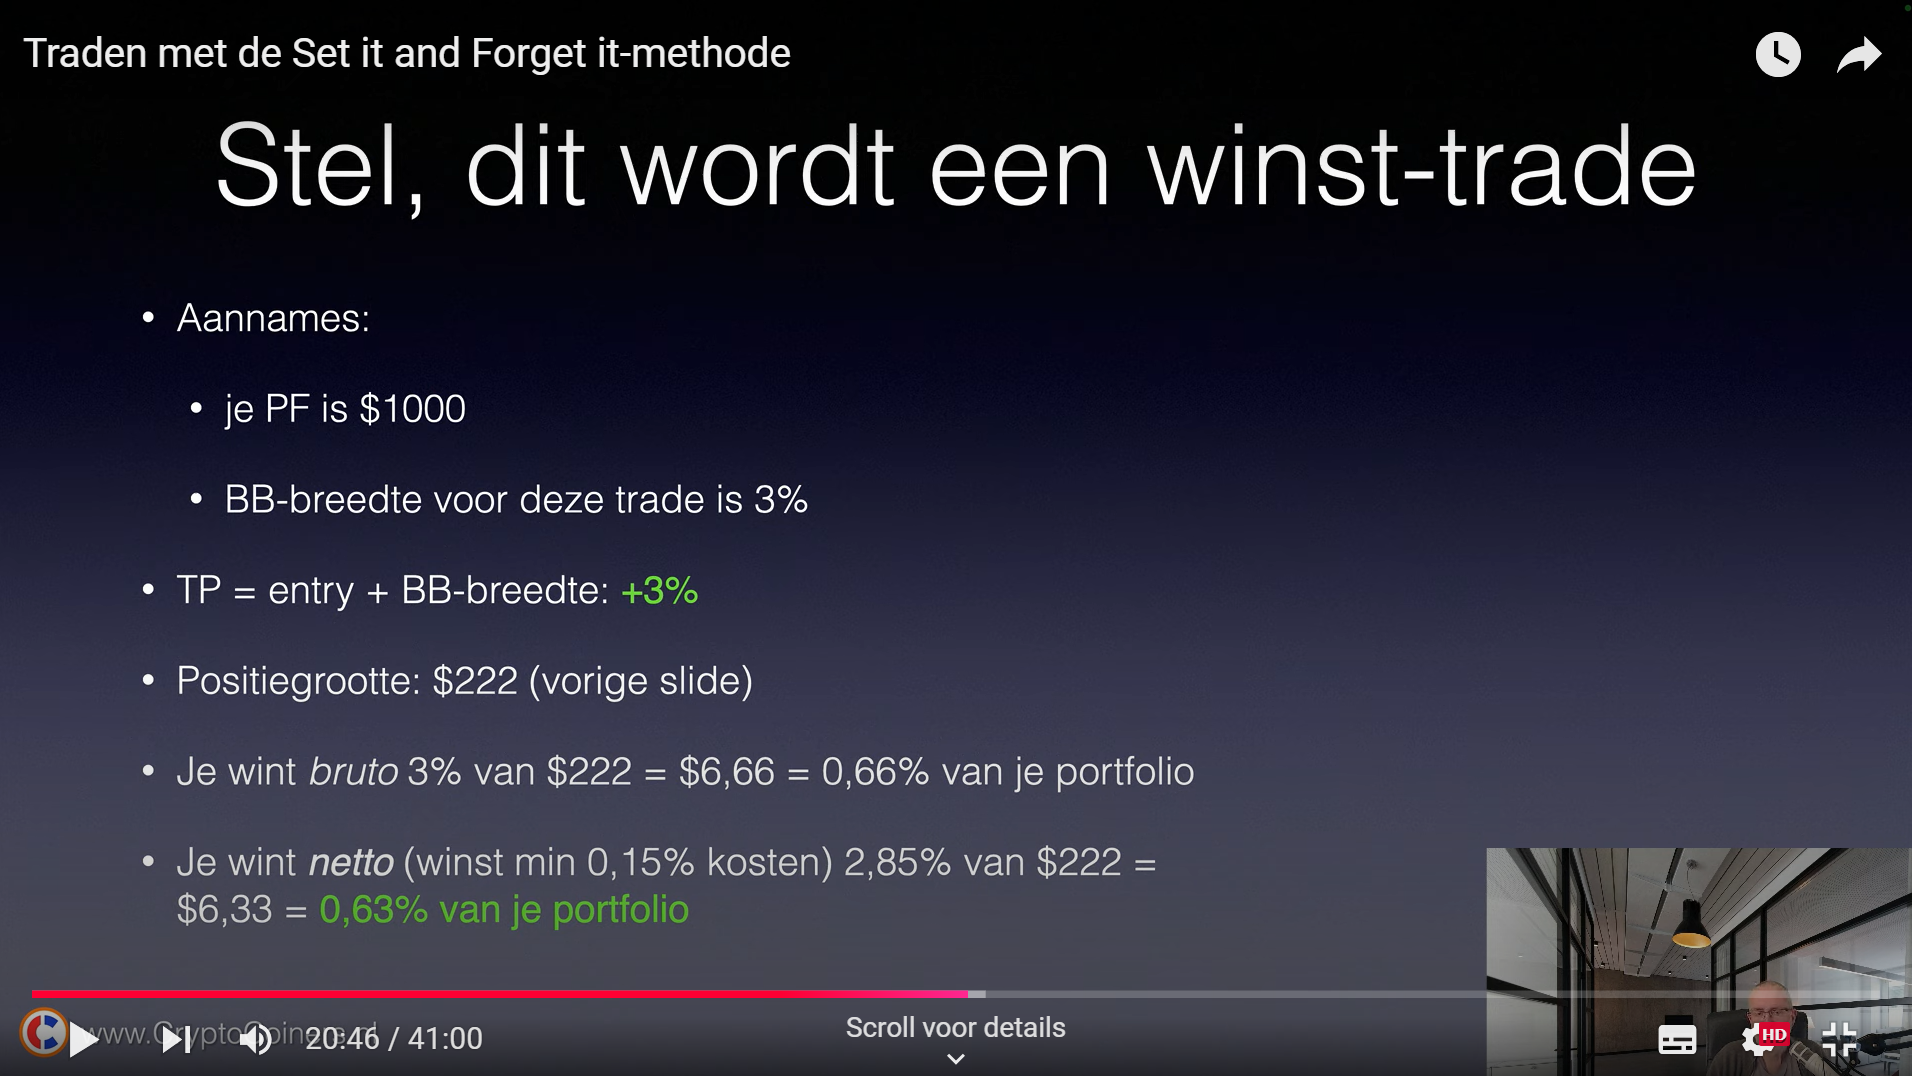 Traden met de Set it and Forget it-methode
Stel, dit wordt een winst-trade
• Aannames:
• je PF is $1000
• BB-breedte voor deze trade is 3%
• TP = entry + BB-breedte: +3%
• Positiegrootte: $222 (vorige slide)
• Je wint bruto 3% van $222 = $6,66 = 0,66% van je portfolio
• Je wint netto (winst min 0,15% kosten) 2,85% van $222 =
$6,33 = 0,63% van je portfolio
www.CryptoCoiners.nl
20:46 / 41:00
Scroll voor details
HD